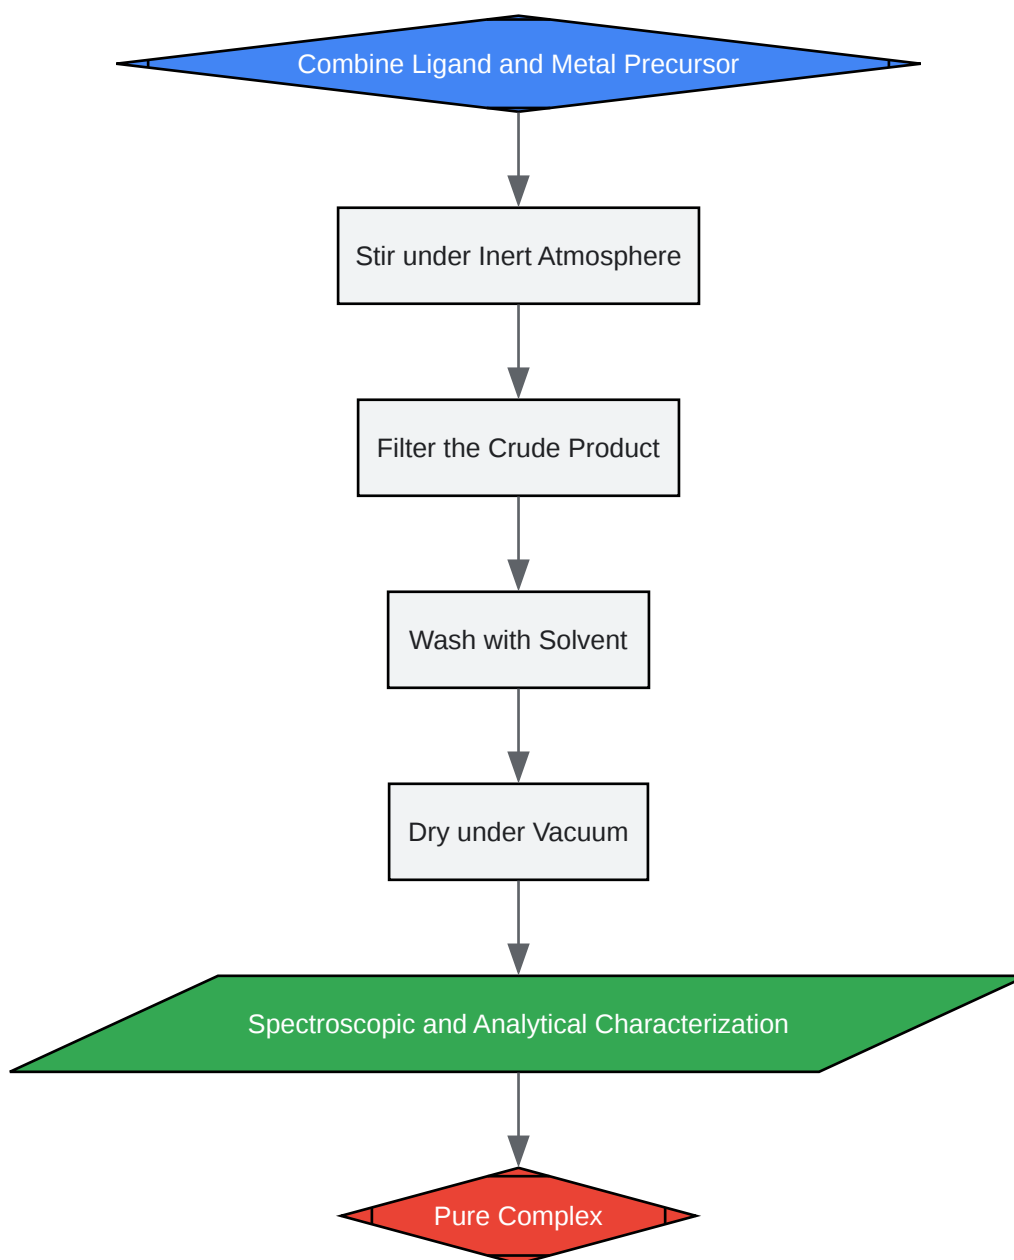 Combine Ligand and Metal Precursor
Stir under Inert Atmosphere
Filter the Crude Product
Wash with Solvent
Dry under Vacuum
Spectroscopic and Analytical Characterization
Pure Complex